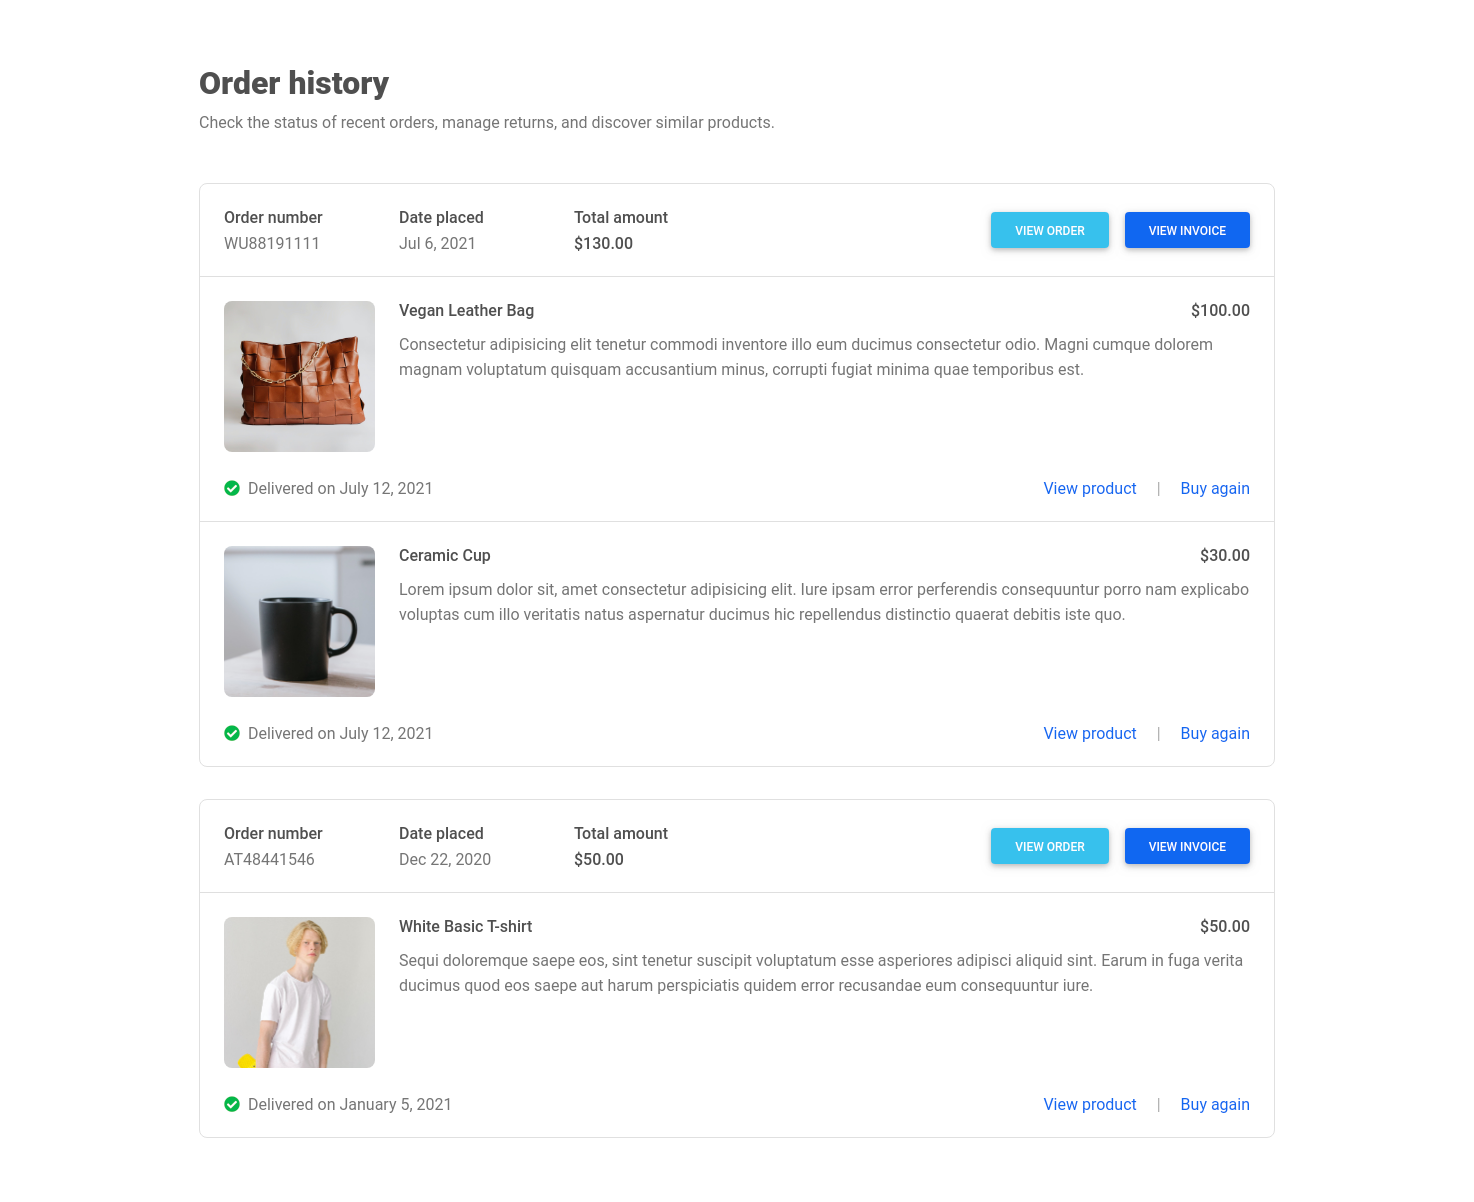 Order history
Check the status of recent orders, manage returns, and discover similar products.
Order number Date placed Total amount
WU88191111 Jul 6, 2021 $130.00
VIEW ORDER VIEW INVOICE
Vegan Leather Bag $100.00
Consectetur adipisicing elit tenetur commodi inventore illo eum ducimus consectetur odio. Magni cumque dolorem
magnam voluptatum quisquam accusantium minus, corrupti fugiat minima quae temporibus est.
Delivered on July 12, 2021 View product | Buy again
Ceramic Cup $30.00
Lorem ipsum dolor sit, amet consectetur adipisicing elit. Iure ipsam error perferendis consequuntur porro nam explicabo
voluptas cum illo veritatis natus aspernatur ducimus hic repellendus distinctio quaerat debitis iste quo.
Delivered on July 12, 2021 View product | Buy again
Order number Date placed Total amount
AT48441546 Dec 22, 2020 $50.00
VIEW ORDER VIEW INVOICE
White Basic T-shirt $50.00
Sequi doloremque saepe eos, sint tenetur suscipit voluptatum esse asperiores adipisci aliquid sint. Earum in fuga verita
ducimus quod eos saepe aut harum perspiciatis quidem error recusandae eum consequuntur iure.
Delivered on January 5, 2021 View product | Buy again